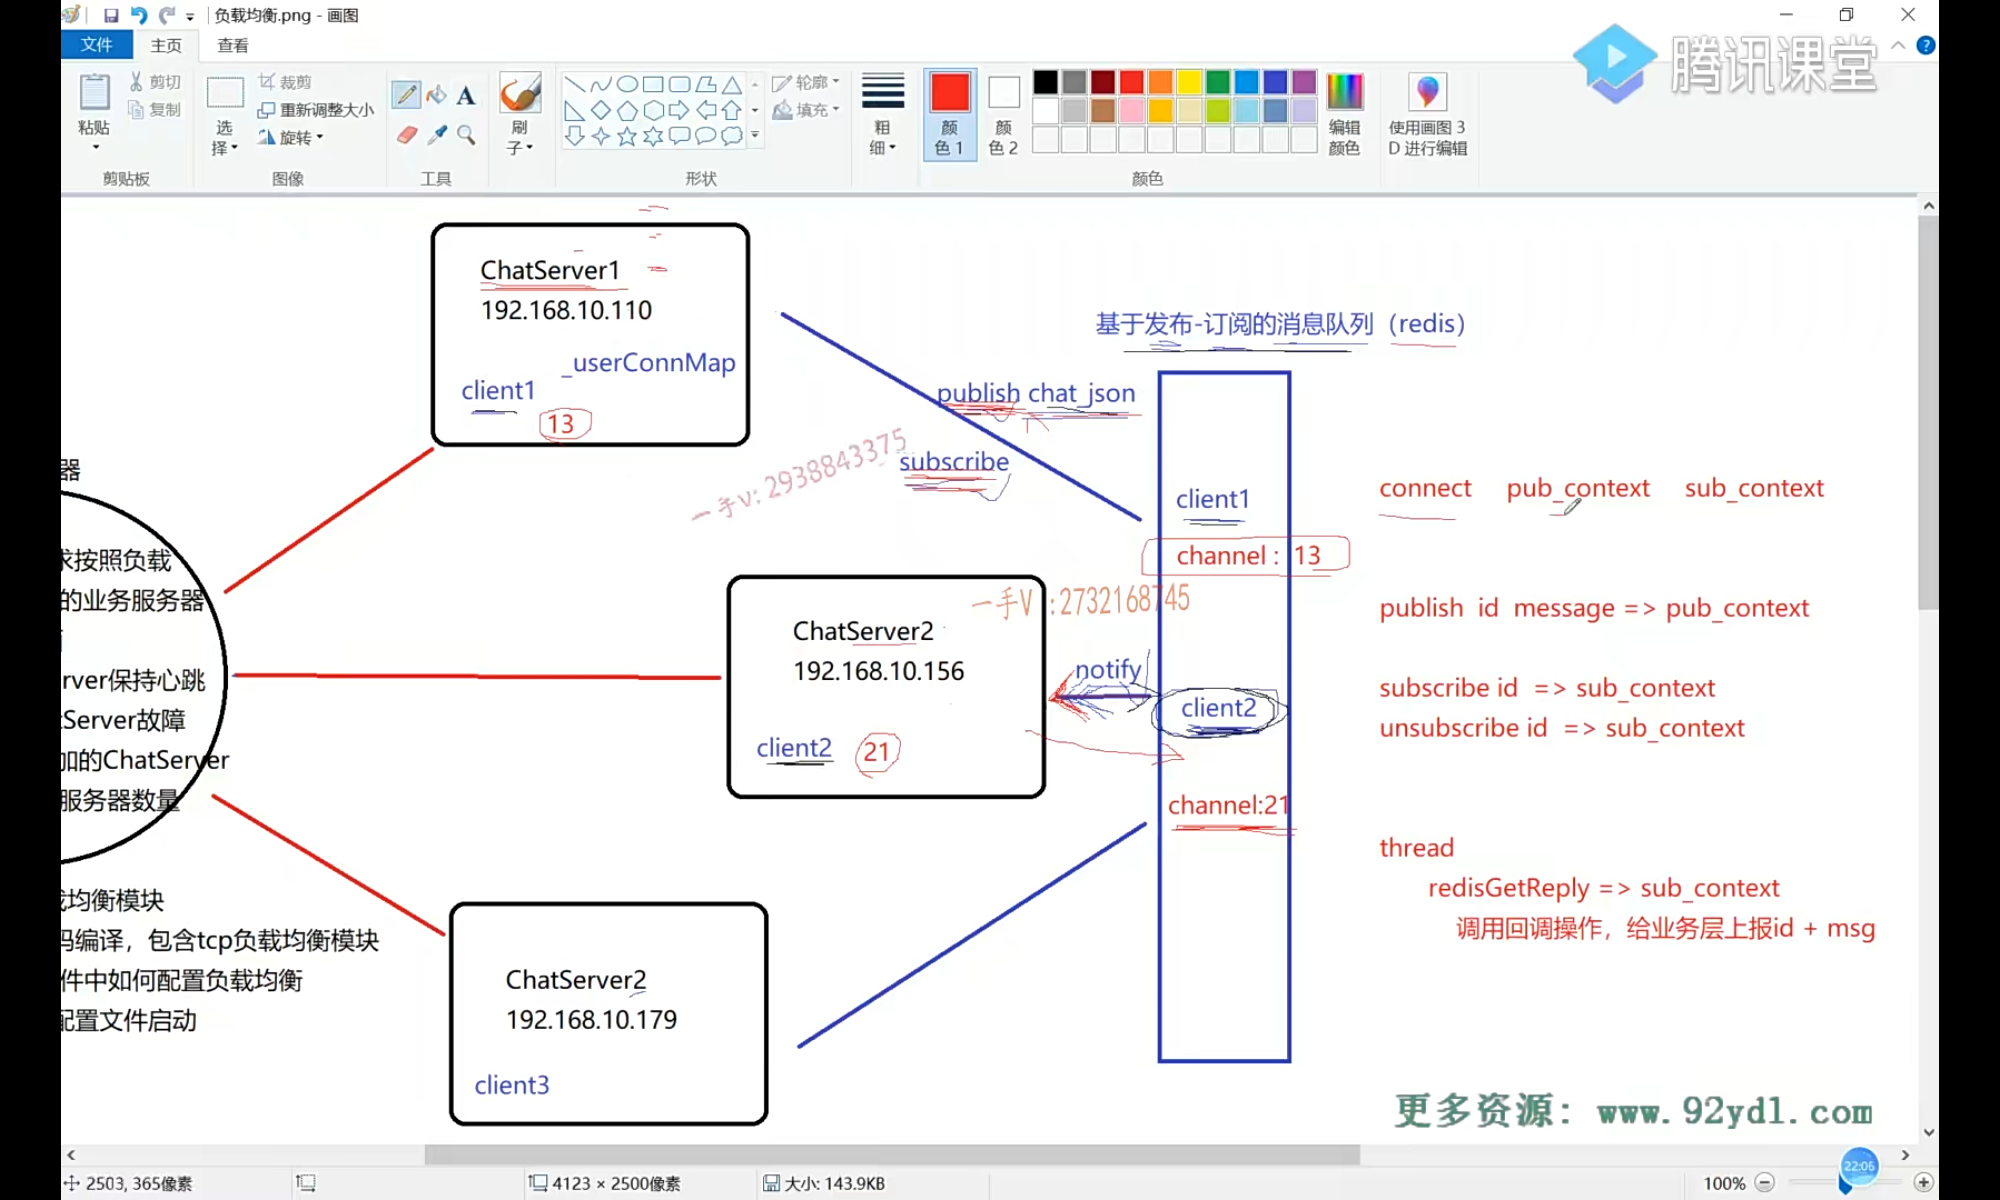 负载均衡.png - 画图
文件 主页 查看
腾讯课堂
粘贴
剪切
复制
剪贴板
选择
裁剪
重新调整大小
旋转
图像
A
工具
刷子
形状
轮廓
填充
粗细
颜色 1
颜色 2
颜色
编辑颜色
使用画图 3D 进行编辑
ChatServer1
192.168.10.110
_userConnMap
client1
13
基于发布-订阅的消息队列（redis）
publish chat_json
subscribe
一手v: 2938843375
client1
channel : 13
connect pub_context sub_context
一手V :2732168745
publish id message => pub_context
subscribe id => sub_context
unsubscribe id => sub_context
thread
redisGetReply => sub_context
调用回调操作，给业务层上报id + msg
ChatServer2
192.168.10.156
client2
21
notify
client2
channel:21
ChatServer2
192.168.10.179
client3
器
求按照负载
的业务服务器
rver保持心跳
Server故障
加的ChatServer
服务器数量
均衡模块
码编译，包含tcp负载均衡模块
件中如何配置负载均衡
配置文件启动
更多资源: www.92ydl.com
2503, 365像素
4123 × 2500像素
大小: 143.9KB
100%
22:06